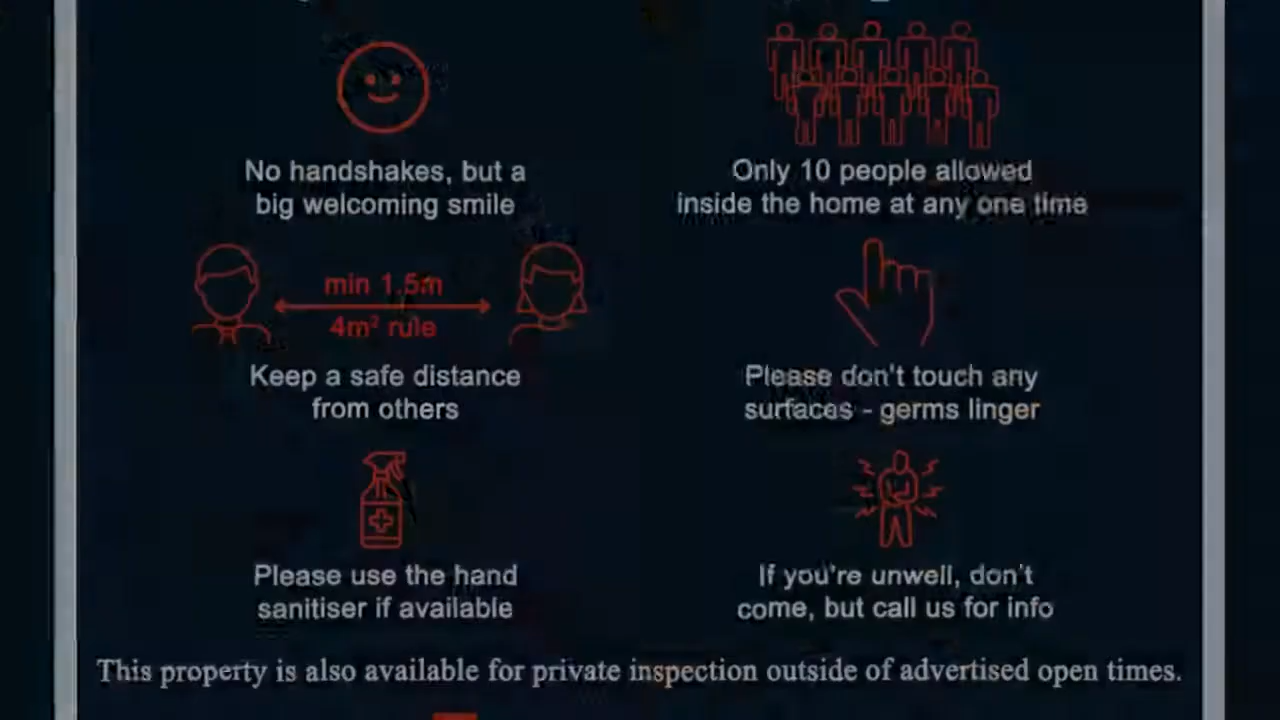 No handshakes, but a
big welcoming smile
Only 10 people allowed
inside the home at any one time
min 1.5m
4m² rule
Keep a safe distance
from others
Please don't touch any
surfaces - germs linger
Please use the hand
sanitiser if available
If you're unwell, don't
come, but call us for info
This property is also available for private inspection outside of advertised open times.